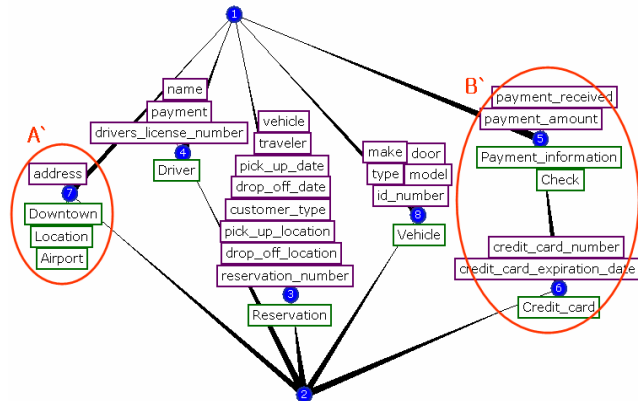 1
A`
address
7
Downtown
Location
Airport
name
payment
drivers_license_number
4
Driver
vehicle
traveler
pick_up_date
drop_off_date
customer_type
pick_up_location
drop_off_location
reservation_number
3
Reservation
make door
type model
id_number
8
Vehicle
B`
payment_received
payment_amount
5
Payment_information
Check
credit_card_number
credit_card_expiration_date
6
Credit_card
2